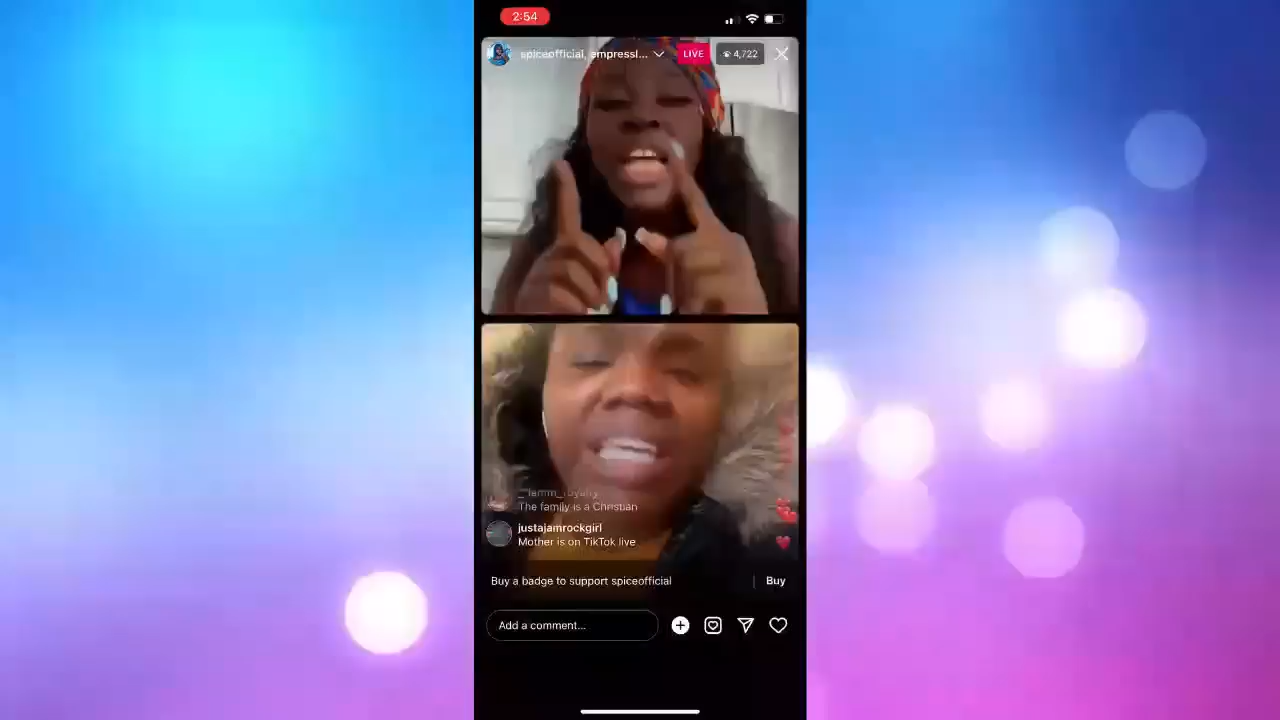 2:54
spiceofficial, empressl...
LIVE
4,722
_iamm_royalty
The family is a Christian
justajamrockgirl
Mother is on TikTok live
Buy a badge to support spiceofficial
Buy
Add a comment...